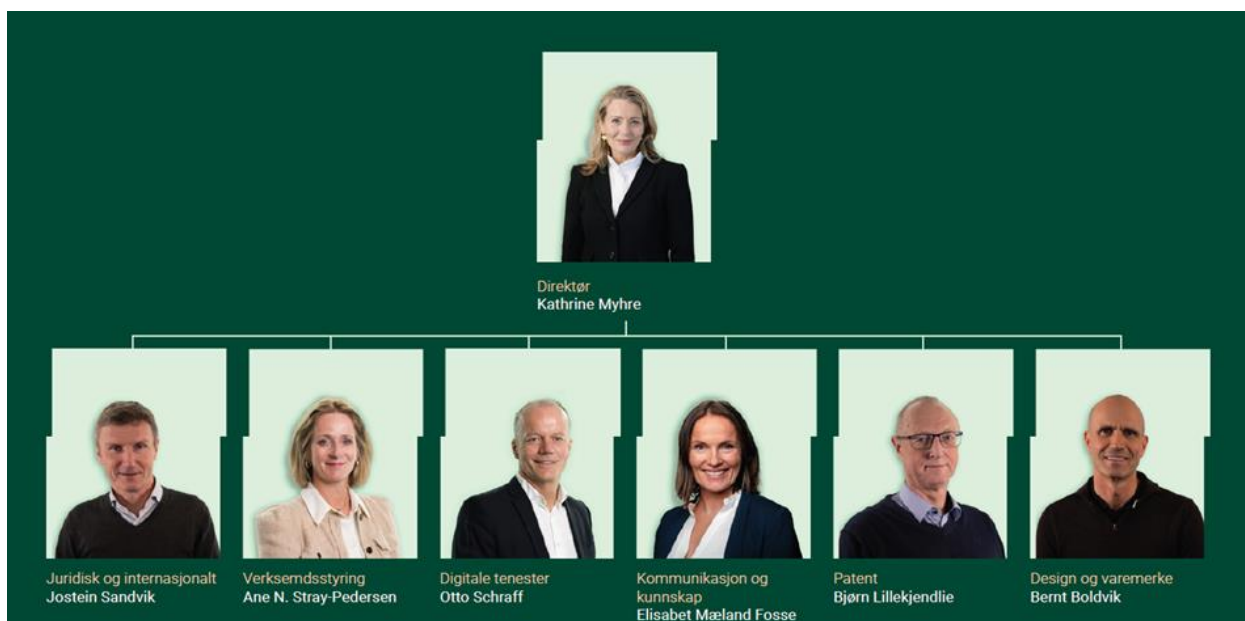 Direktør
Kathrine Myhre
Juridisk og internasjonalt
Jostein Sandvik
Verksemdsstyring
Ane N. Stray-Pedersen
Digitale tenester
Otto Schraff
Kommunikasjon og
kunnskap
Elisabet Mæland Fosse
Patent
Bjørn Lillekjendlie
Design og varemerke
Bernt Boldvik